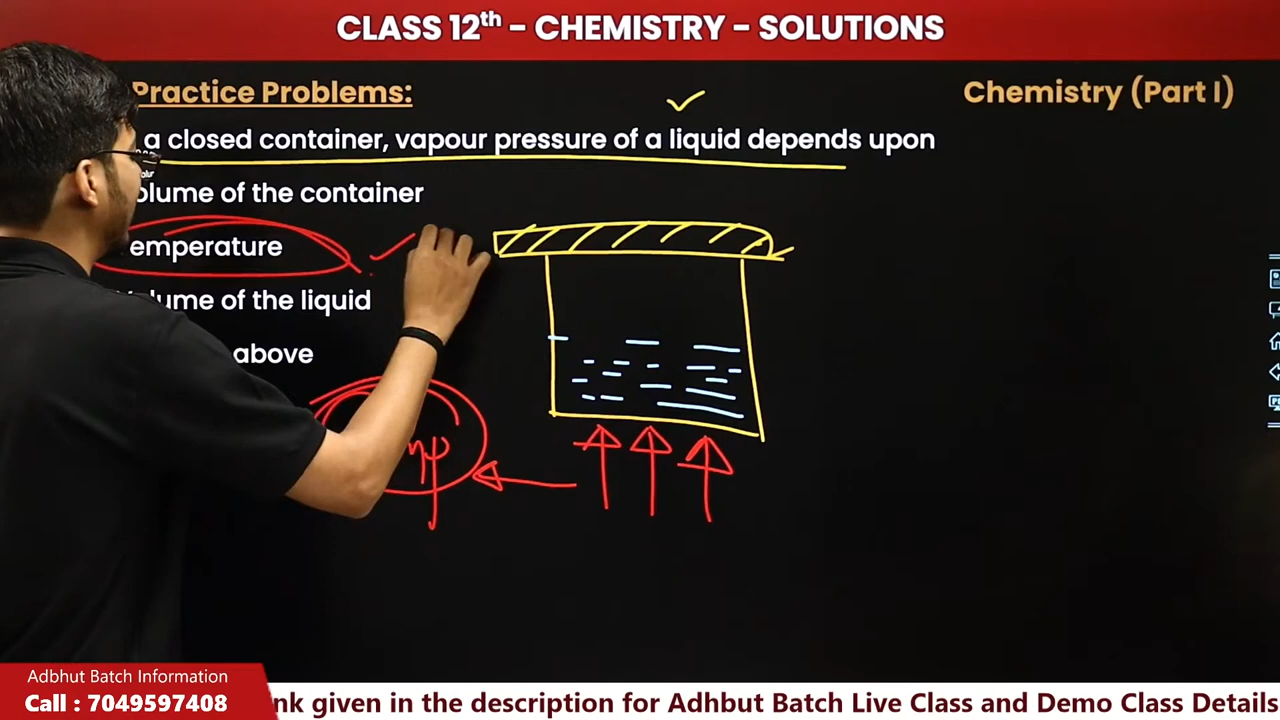 CLASS 12th - CHEMISTRY - SOLUTIONS
Practice Problems:
Chemistry (Part I)
a closed container, vapour pressure of a liquid depends upon
olume of the container
emperature
olume of the liquid
above
Adbhut Batch Information
Call : 7049597408
ink given in the description for Adhbut Batch Live Class and Demo Class Details